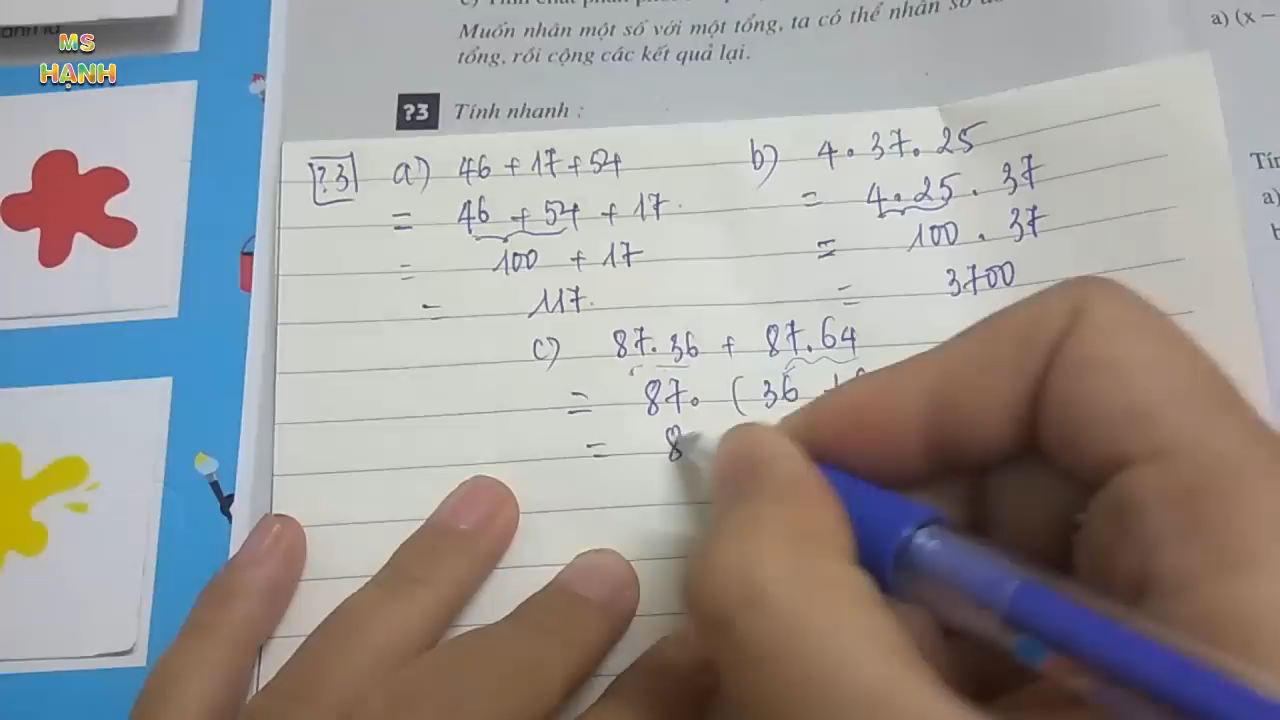 MS
HẠNH
Muốn nhân một số với một tổng, ta có thể nhân số
tổng, rồi cộng các kết quả lại.
?3 Tính nhanh :
?3 a) 46 + 17 + 54
= 46 + 54 + 17
= 100 + 17
= 117.
b) 4 . 37 . 25
= 4 . 25 . 37
= 100 . 37
= 3700
c) 87 . 36 + 87 . 64
= 87 . ( 36 +
= 8
a) (x –
a)